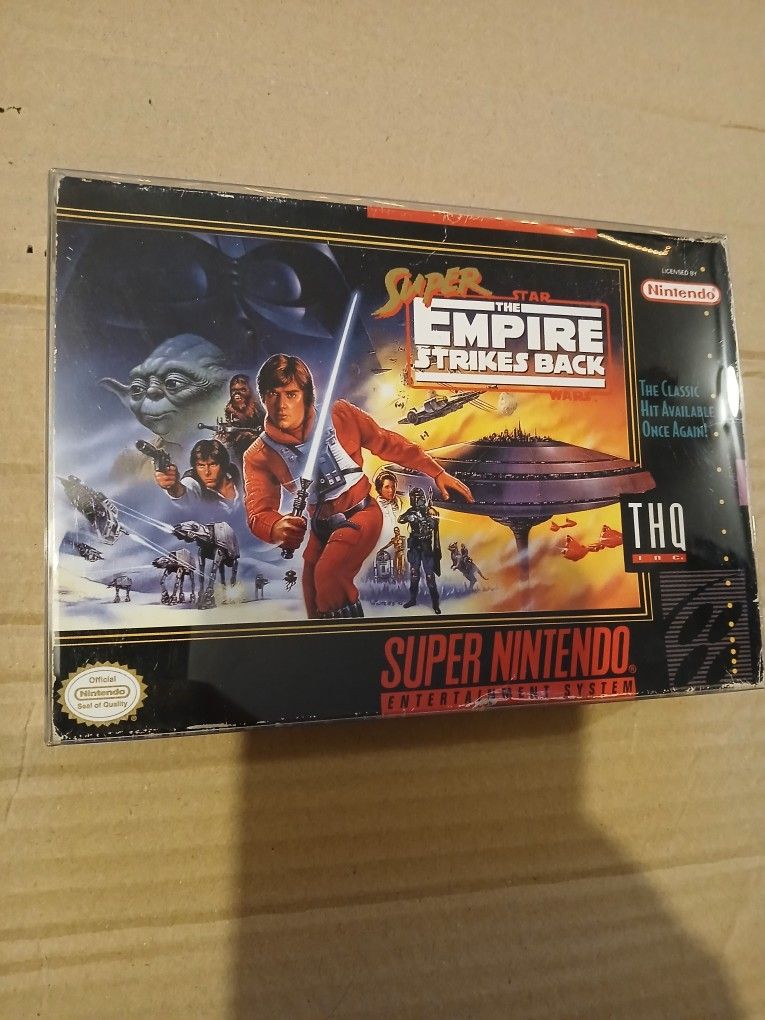 LICENSED BY
Nintendo
SUPER
STAR
THE
EMPIRE
STRIKES BACK
WARS
THE CLASSIC
HIT AVAILABLE
ONCE AGAIN!
THQ
INC.
SUPER NINTENDO®
ENTERTAINMENT SYSTEM
Official
Nintendo
Seal of Quality